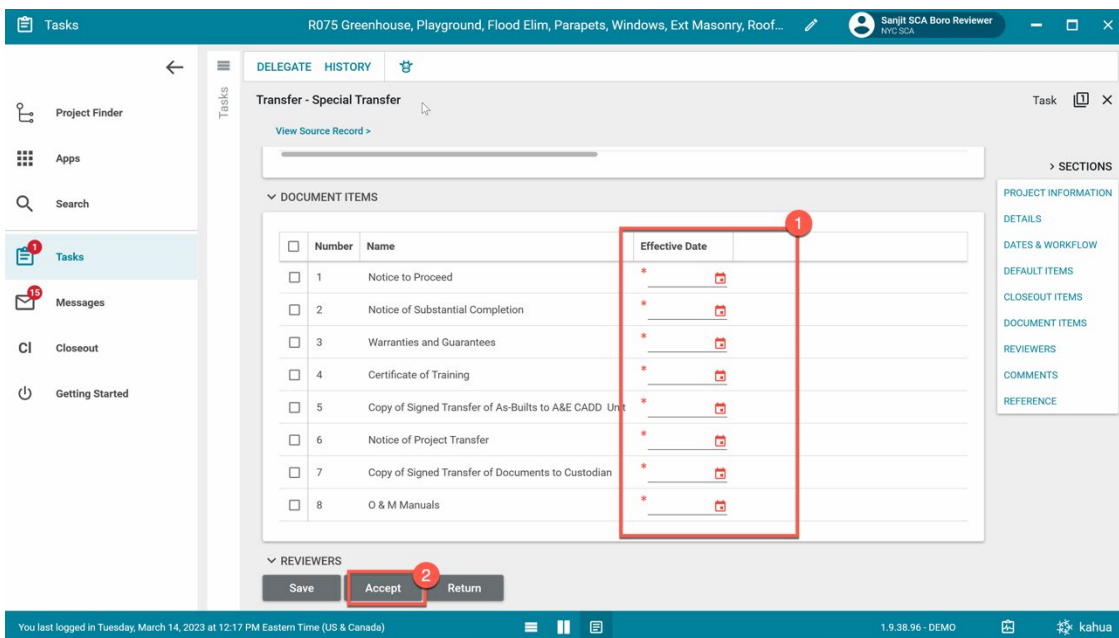 Tasks
R075 Greenhouse, Playground, Flood Elim, Parapets, Windows, Ext Masonry, Roof...
Sanjit SCA Boro Reviewer
NYC SCA
Project Finder
Apps
Search
1
Tasks
15
Messages
Cl Closeout
Getting Started
Tasks
DELEGATE HISTORY
Transfer - Special Transfer
Task 1
View Source Record >
DOCUMENT ITEMS
1
Number Name Effective Date
1 Notice to Proceed *
2 Notice of Substantial Completion *
3 Warranties and Guarantees *
4 Certificate of Training *
5 Copy of Signed Transfer of As-Builts to A&E CADD Unit *
6 Notice of Project Transfer *
7 Copy of Signed Transfer of Documents to Custodian *
8 O & M Manuals *
REVIEWERS
2
Save Accept Return
> SECTIONS
PROJECT INFORMATION
DETAILS
DATES & WORKFLOW
DEFAULT ITEMS
CLOSEOUT ITEMS
DOCUMENT ITEMS
REVIEWERS
COMMENTS
REFERENCE
You last logged in Tuesday, March 14, 2023 at 12:17 PM Eastern Time (US & Canada)
1.9.38.96 - DEMO
kahua